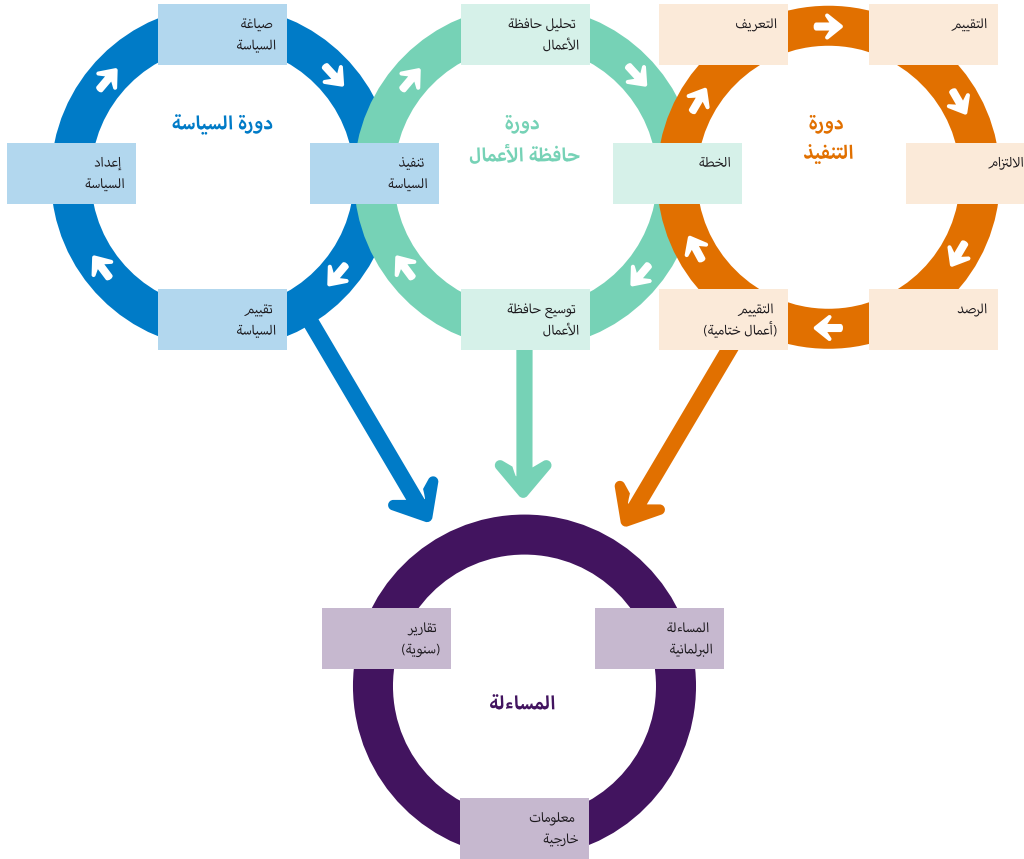 صياغة
السياسة
دورة السياسة
إعداد
السياسة
تنفيذ
السياسة
تقييم
السياسة
تحليل حافظة
الأعمال
دورة
حافظة الأعمال
الخطة
توسيع حافظة
الأعمال
التعريف
التقييم
دورة
التنفيذ
الالتزام
التقييم
(أعمال ختامية)
الرصد
تقارير
(سنوية)
المساءلة
البرلمانية
المساءلة
معلومات
خارجية